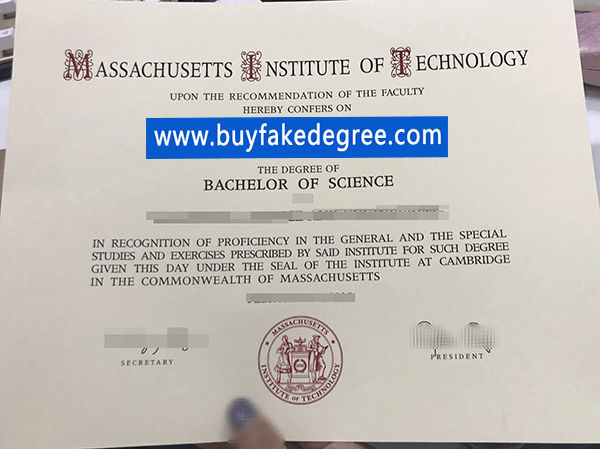 MASSACHUSETTS INSTITUTE OF TECHNOLOGY
UPON THE RECOMMENDATION OF THE FACULTY
HEREBY CONFERS ON
www.buyfakedegree.com
THE DEGREE OF
BACHELOR OF SCIENCE
IN RECOGNITION OF PROFICIENCY IN THE GENERAL AND THE SPECIAL
STUDIES AND EXERCISES PRESCRIBED BY SAID INSTITUTE FOR SUCH DEGREE
GIVEN THIS DAY UNDER THE SEAL OF THE INSTITUTE AT CAMBRIDGE
IN THE COMMONWEALTH OF MASSACHUSETTS
SECRETARY
MASSACHUSETTS
INSTITUTE OF TECHNOLOGY
PRESIDENT